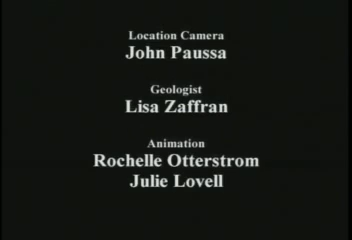 Location Camera
John Paussa
Geologist
Lisa Zaffran
Animation
Rochelle Otterstrom
Julie Lovell